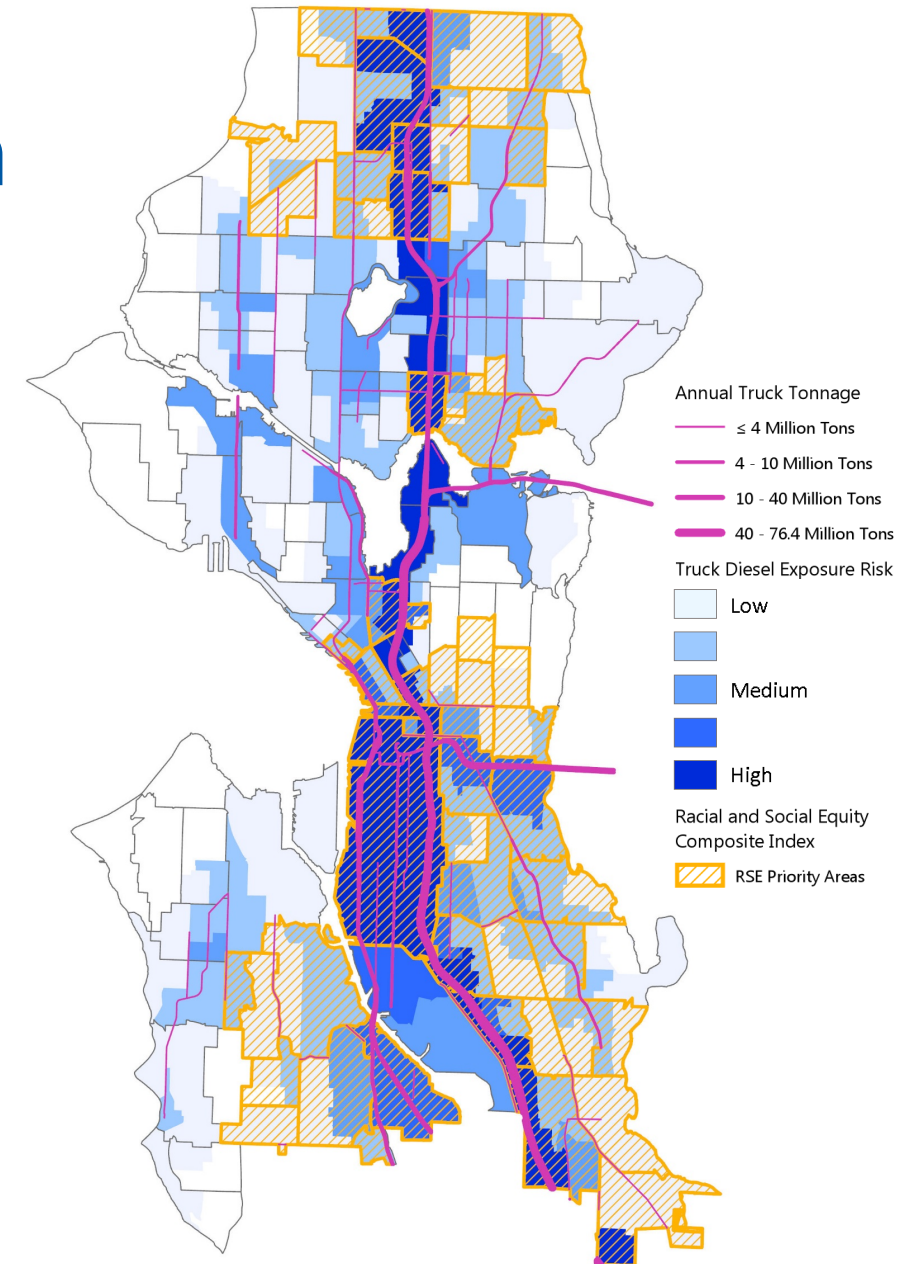 Annual Truck Tonnage
≤ 4 Million Tons
4 - 10 Million Tons
10 - 40 Million Tons
40 - 76.4 Million Tons
Truck Diesel Exposure Risk
Low
Medium
High
Racial and Social Equity
Composite Index
RSE Priority Areas